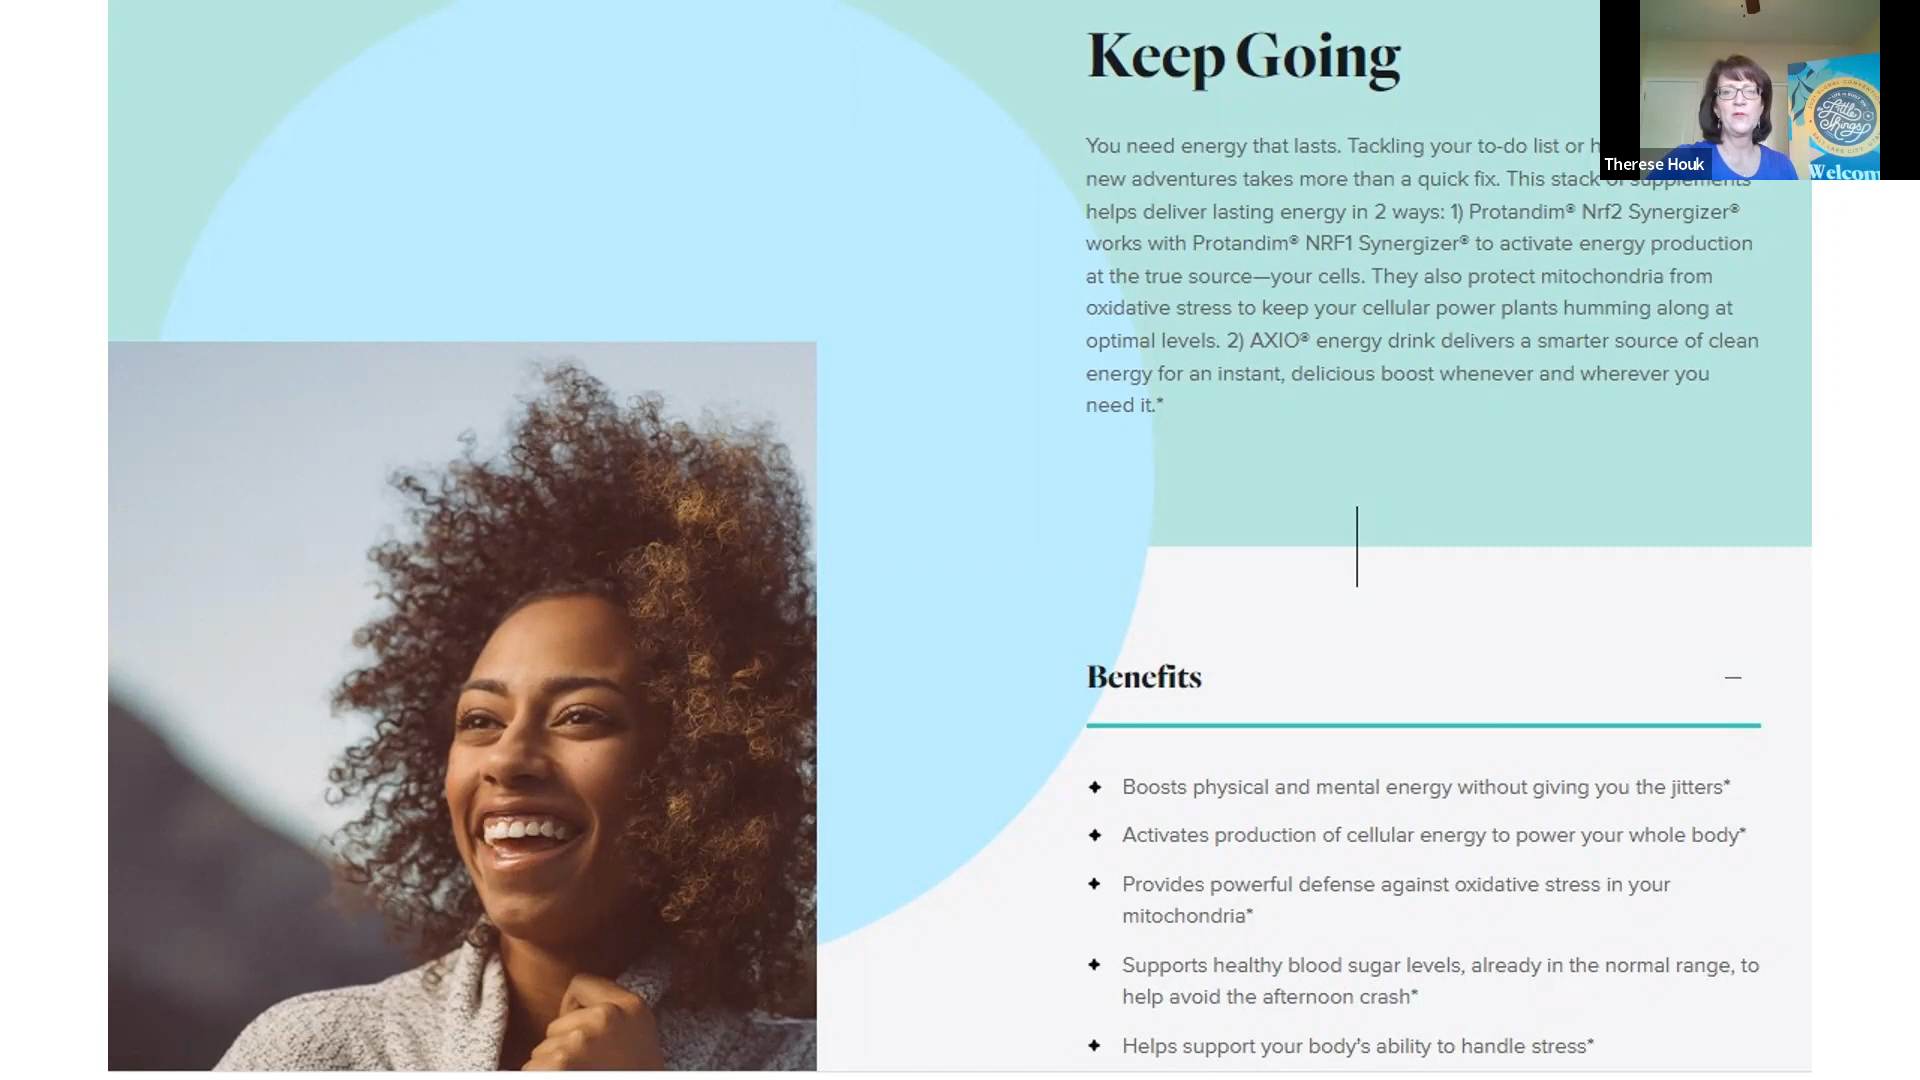 Keep Going
You need energy that lasts. Tackling your to-do list or
new adventures takes more than a quick fix. This stack of supplements
helps deliver lasting energy in 2 ways: 1) Protandim® Nrf2 Synergizer®
works with Protandim® NRF1 Synergizer® to activate energy production
at the true source—your cells. They also protect mitochondria from
oxidative stress to keep your cellular power plants humming along at
optimal levels. 2) AXIO® energy drink delivers a smarter source of clean
energy for an instant, delicious boost whenever and wherever you
need it.*
Therese Houk
Little
Things
Welcom
Benefits
Boosts physical and mental energy without giving you the jitters*
Activates production of cellular energy to power your whole body*
Provides powerful defense against oxidative stress in your
mitochondria*
Supports healthy blood sugar levels, already in the normal range, to
help avoid the afternoon crash*
Helps support your body's ability to handle stress*